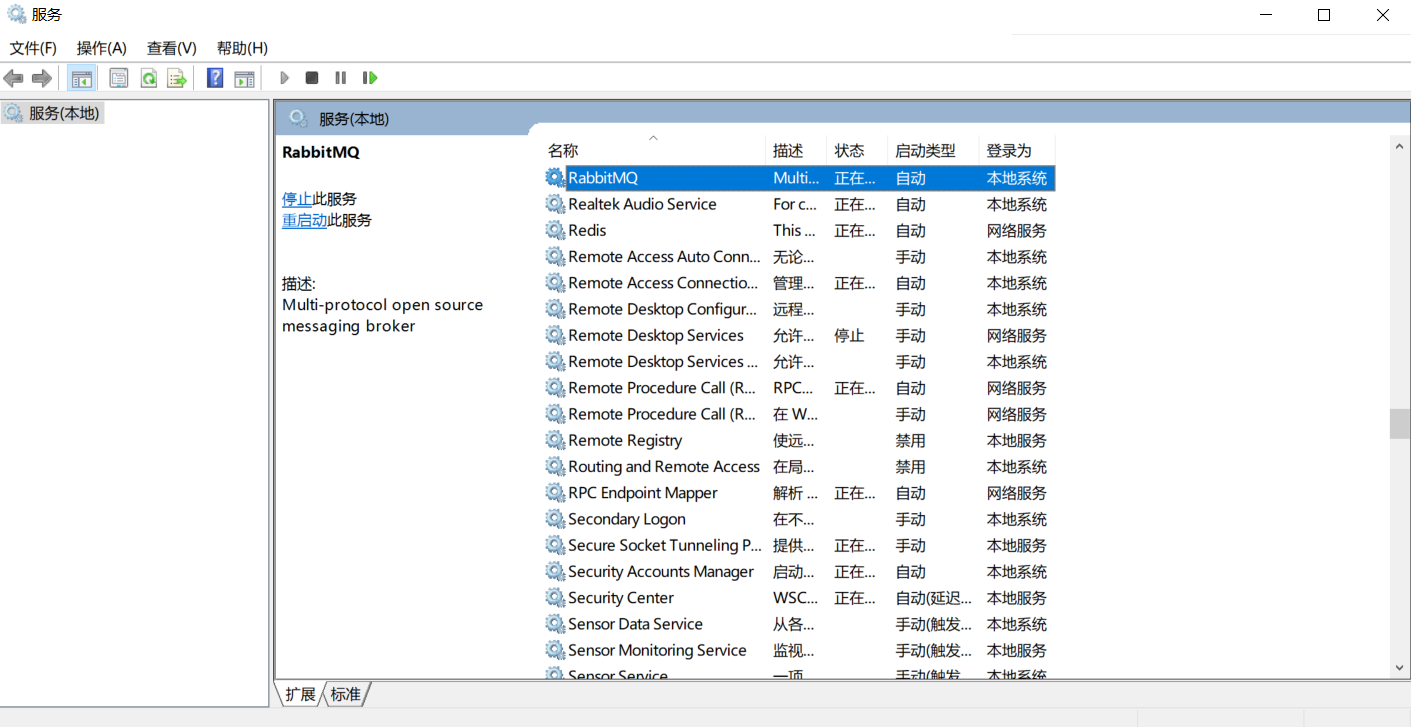 服务
文件(F) 操作(A) 查看(V) 帮助(H)
服务(本地)
服务(本地)
RabbitMQ
停止此服务
重启动此服务
描述:
Multi-protocol open source
messaging broker
名称 描述 状态 启动类型 登录为
RabbitMQ Multi... 正在... 自动 本地系统
Realtek Audio Service For c... 正在... 自动 本地系统
Redis This ... 正在... 自动 网络服务
Remote Access Auto Conn... 无论... 手动 本地系统
Remote Access Connectio... 管理... 正在... 自动 本地系统
Remote Desktop Configur... 远程... 手动 本地系统
Remote Desktop Services 允许... 停止 手动 网络服务
Remote Desktop Services ... 允许... 手动 本地系统
Remote Procedure Call (R... RPC... 正在... 自动 网络服务
Remote Procedure Call (R... 在 W... 手动 网络服务
Remote Registry 使远... 禁用 本地服务
Routing and Remote Access 在局... 禁用 本地系统
RPC Endpoint Mapper 解析 ... 正在... 自动 网络服务
Secondary Logon 在不... 手动 本地系统
Secure Socket Tunneling P... 提供... 正在... 手动 本地服务
Security Accounts Manager 启动... 正在... 自动 本地系统
Security Center WSC... 正在... 自动(延迟... 本地服务
Sensor Data Service 从各... 手动(触发... 本地系统
Sensor Monitoring Service 监视... 手动(触发... 本地服务
Sensor Service 一项... 手动(触发... 本地系统
扩展 标准